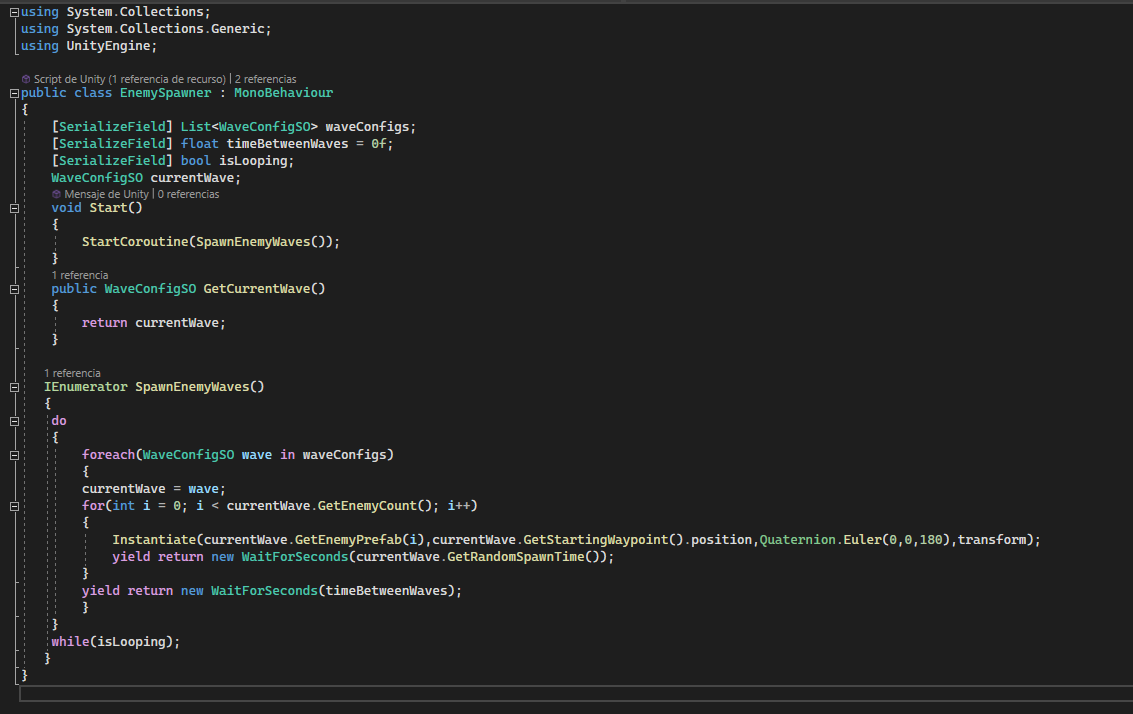 using System.Collections;
using System.Collections.Generic;
using UnityEngine;
Script de Unity (1 referencia de recurso) | 2 referencias
public class EnemySpawner : MonoBehaviour
{
[SerializeField] List<WaveConfigSO> waveConfigs;
[SerializeField] float timeBetweenWaves = 0f;
[SerializeField] bool isLooping;
WaveConfigSO currentWave;
Mensaje de Unity | 0 referencias
void Start()
{
StartCoroutine(SpawnEnemyWaves());
}
1 referencia
public WaveConfigSO GetCurrentWave()
{
return currentWave;
}
1 referencia
IEnumerator SpawnEnemyWaves()
{
do
{
foreach(WaveConfigSO wave in waveConfigs)
{
currentWave = wave;
for(int i = 0; i < currentWave.GetEnemyCount(); i++)
{
Instantiate(currentWave.GetEnemyPrefab(i),currentWave.GetStartingWaypoint().position,Quaternion.Euler(0,0,180),transform);
yield return new WaitForSeconds(currentWave.GetRandomSpawnTime());
}
yield return new WaitForSeconds(timeBetweenWaves);
}
}
while(isLooping);
}
}